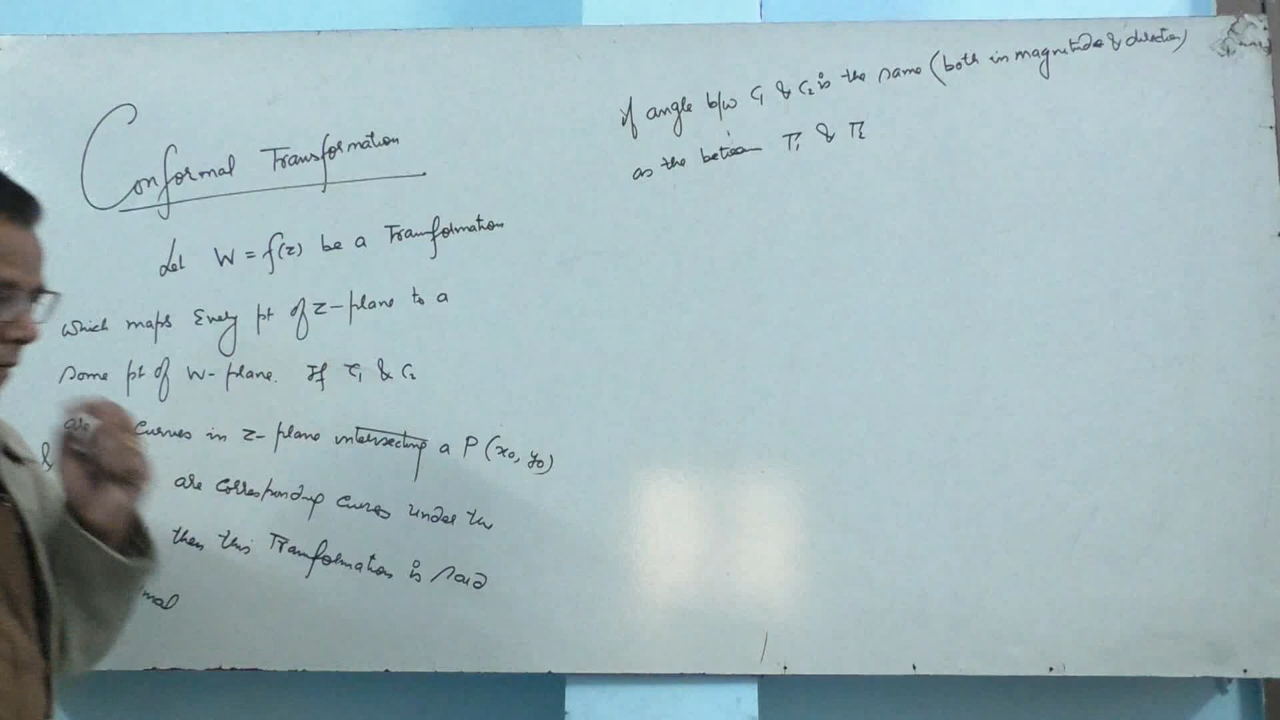 Conformal Transformation
Let W = f(z) be a Transformation
which maps Every pt of z-plane to a
some pt of W-plane. If C₁ & C₂
are curves in z-plane intersecting a P(x₀, y₀)
& are corresponding curves under the
then this Transformation is said
mal
if angle b/w C₁ & C₂ is the same (both in magnitude & direction)
as the between Γ₁ & Γ₂